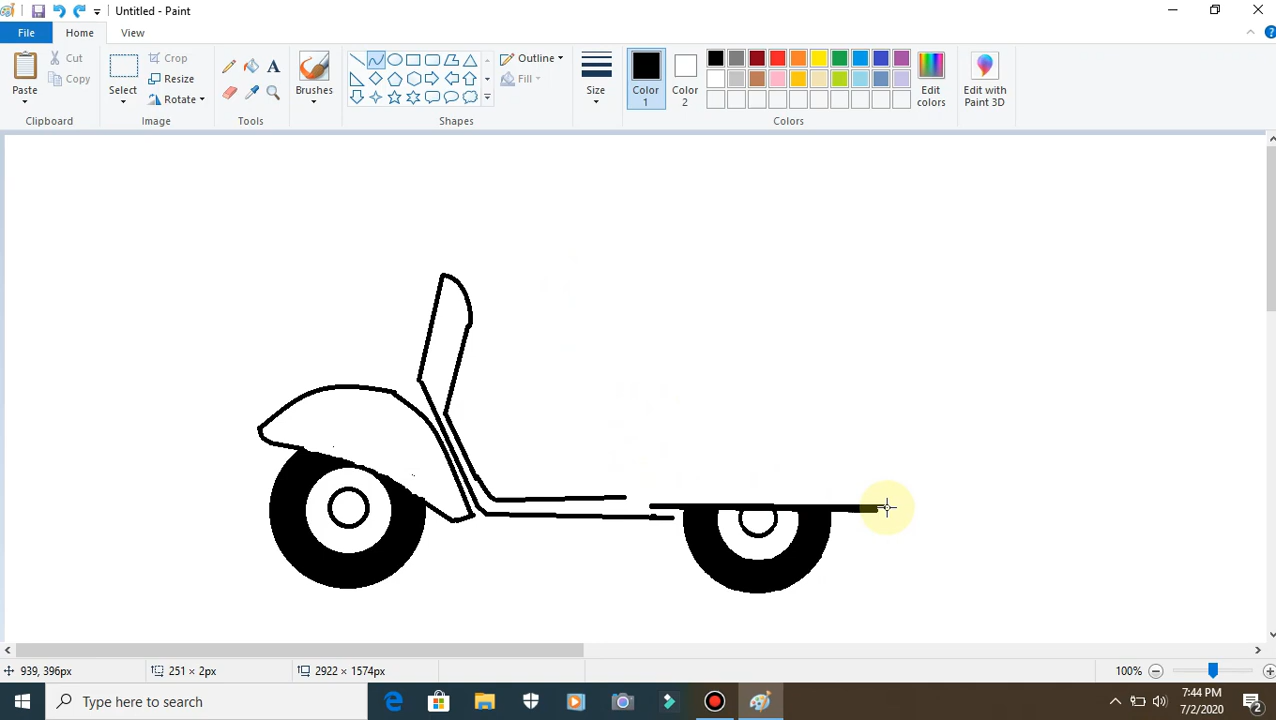 Untitled - Paint
File
Home
View
Paste
Cut
Copy
Clipboard
Select
Crop
Resize
Rotate
Image
A
Tools
Brushes
Outline
Fill
Shapes
Size
Color
1
Color
2
Edit
colors
Colors
Edit with
Paint 3D
939, 396px
251 × 2px
2922 × 1574px
100%
Type here to search
7:44 PM
7/2/2020
2